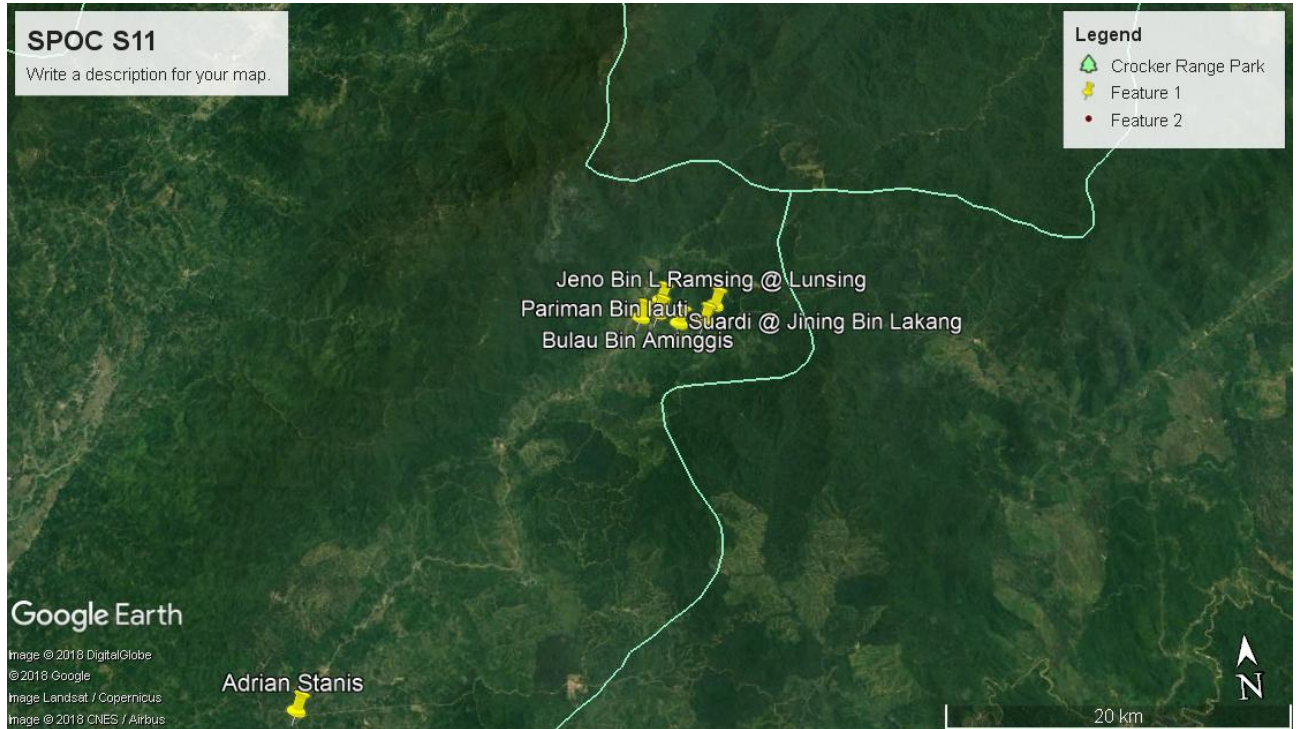 SPOC S11
Write a description for your map.
Legend
Crocker Range Park
Feature 1
Feature 2
Jeno Bin L Ramsing @ Lunsing
Pariman Bin lauti
Suardi @ Jining Bin Lakang
Bulau Bin Aminggis
Adrian Stanis
Google Earth
Image © 2018 DigitalGlobe
© 2018 Google
Image Landsat / Copernicus
Image © 2018 CNES / Airbus
N
20 km